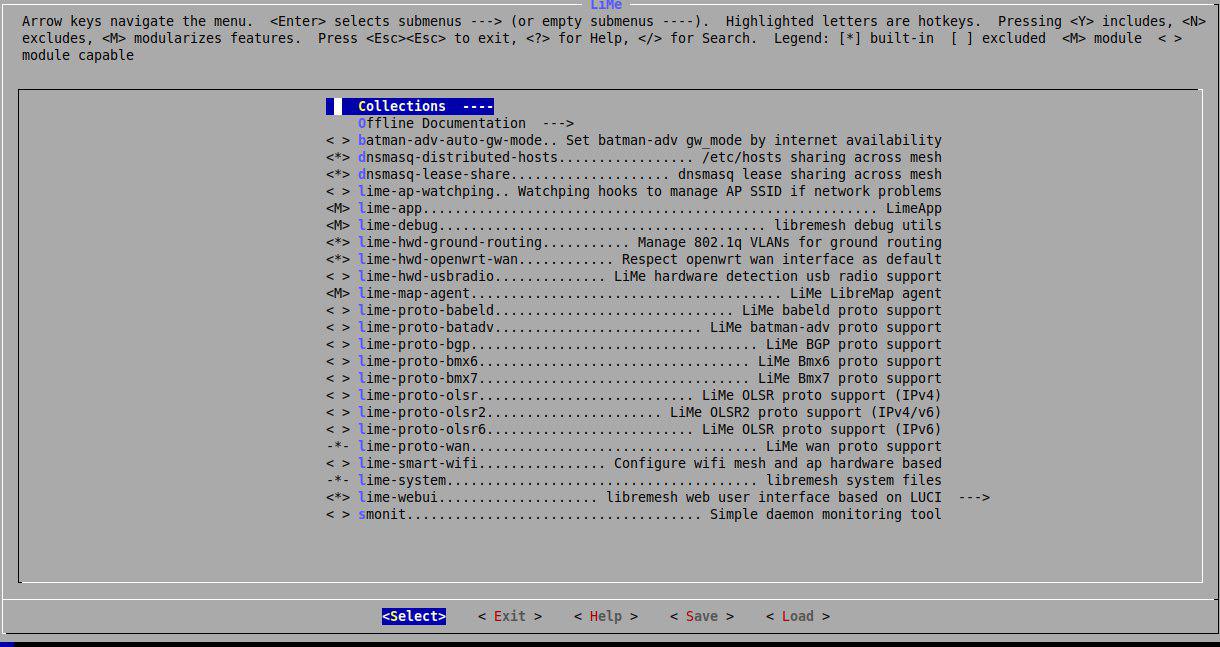 LiMe
Arrow keys navigate the menu.  <Enter> selects submenus ---> (or empty submenus ----).  Highlighted letters are hotkeys.  Pressing <Y> includes, <N>
excludes, <M> modularizes features.  Press <Esc><Esc> to exit, <?> for Help, </> for Search.  Legend: [*] built-in  [ ] excluded  <M> module  < >
module capable
Collections  ----
Offline Documentation  --->
< > batman-adv-auto-gw-mode.. Set batman-adv gw_mode by internet availability
<*> dnsmasq-distributed-hosts................. /etc/hosts sharing across mesh
<*> dnsmasq-lease-share.................... dnsmasq lease sharing across mesh
< > lime-ap-watchping.. Watchping hooks to manage AP SSID if network problems
<M> lime-app......................................................... LimeApp
<M> lime-debug......................................... libremesh debug utils
<*> lime-hwd-ground-routing........... Manage 802.1q VLANs for ground routing
<*> lime-hwd-openwrt-wan............ Respect openwrt wan interface as default
< > lime-hwd-usbradio.............. LiMe hardware detection usb radio support
<M> lime-map-agent....................................... LiMe LibreMap agent
< > lime-proto-babeld.............................. LiMe babeld proto support
< > lime-proto-batadv.......................... LiMe batman-adv proto support
< > lime-proto-bgp.................................... LiMe BGP proto support
< > lime-proto-bmx6.................................. LiMe Bmx6 proto support
< > lime-proto-bmx7.................................. LiMe Bmx7 proto support
< > lime-proto-olsr........................... LiMe OLSR proto support (IPv4)
< > lime-proto-olsr2...................... LiMe OLSR2 proto support (IPv4/v6)
< > lime-proto-olsr6.......................... LiMe OLSR proto support (IPv6)
-*- lime-proto-wan.................................... LiMe wan proto support
< > lime-smart-wifi................ Configure wifi mesh and ap hardware based
-*- lime-system....................................... libremesh system files
<*> lime-webui.................... libremesh web user interface based on LUCI  --->
< > smonit..................................... Simple daemon monitoring tool
<Select>    < Exit >    < Help >    < Save >    < Load >